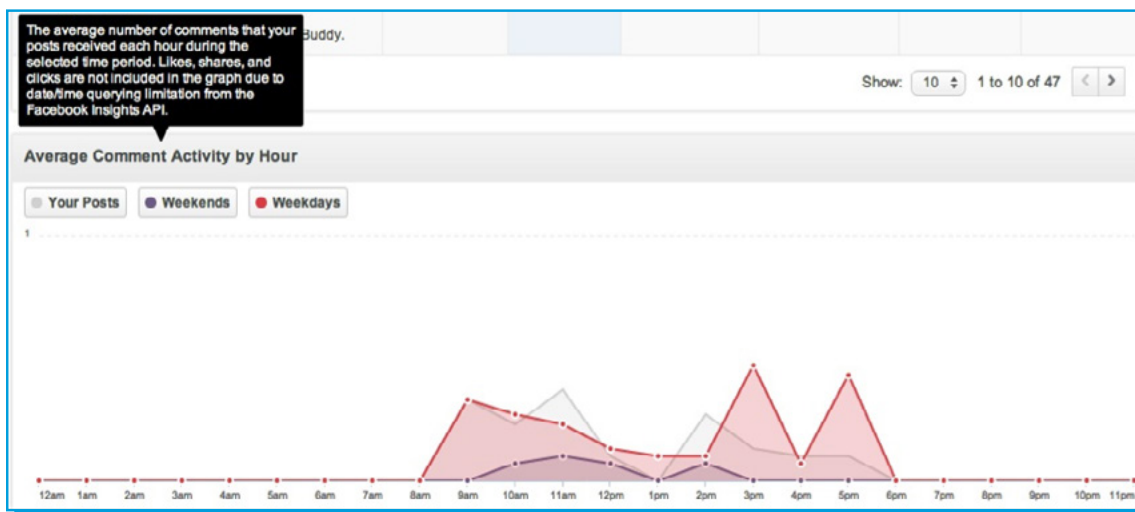 The average number of comments that your
posts received each hour during the
selected time period. Likes, shares, and
clicks are not included in the graph due to
date/time querying limitation from the
Facebook Insights API.
Buddy.
Show: 10 1 to 10 of 47 < >
Average Comment Activity by Hour
Your Posts Weekends Weekdays
1
12am 1am 2am 3am 4am 5am 6am 7am 8am 9am 10am 11am 12pm 1pm 2pm 3pm 4pm 5pm 6pm 7pm 8pm 9pm 10pm 11pm